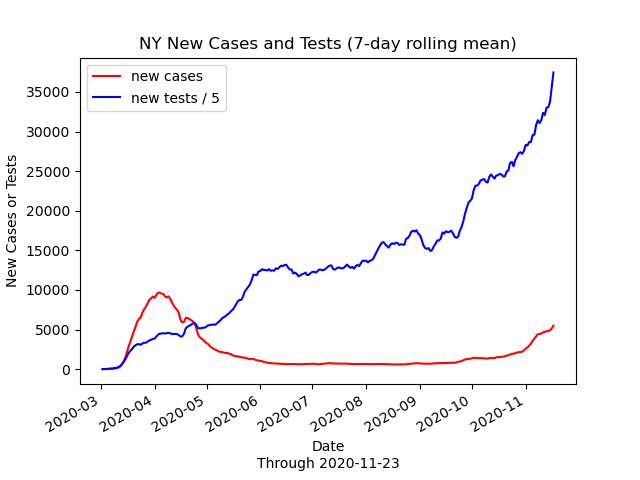 NY New Cases and Tests (7-day rolling mean)
new cases
new tests / 5
New Cases or Tests
35000
30000
25000
20000
15000
10000
5000
0
2020-03
2020-04
2020-05
2020-06
2020-07
2020-08
2020-09
2020-10
2020-11
Date
Through 2020-11-23